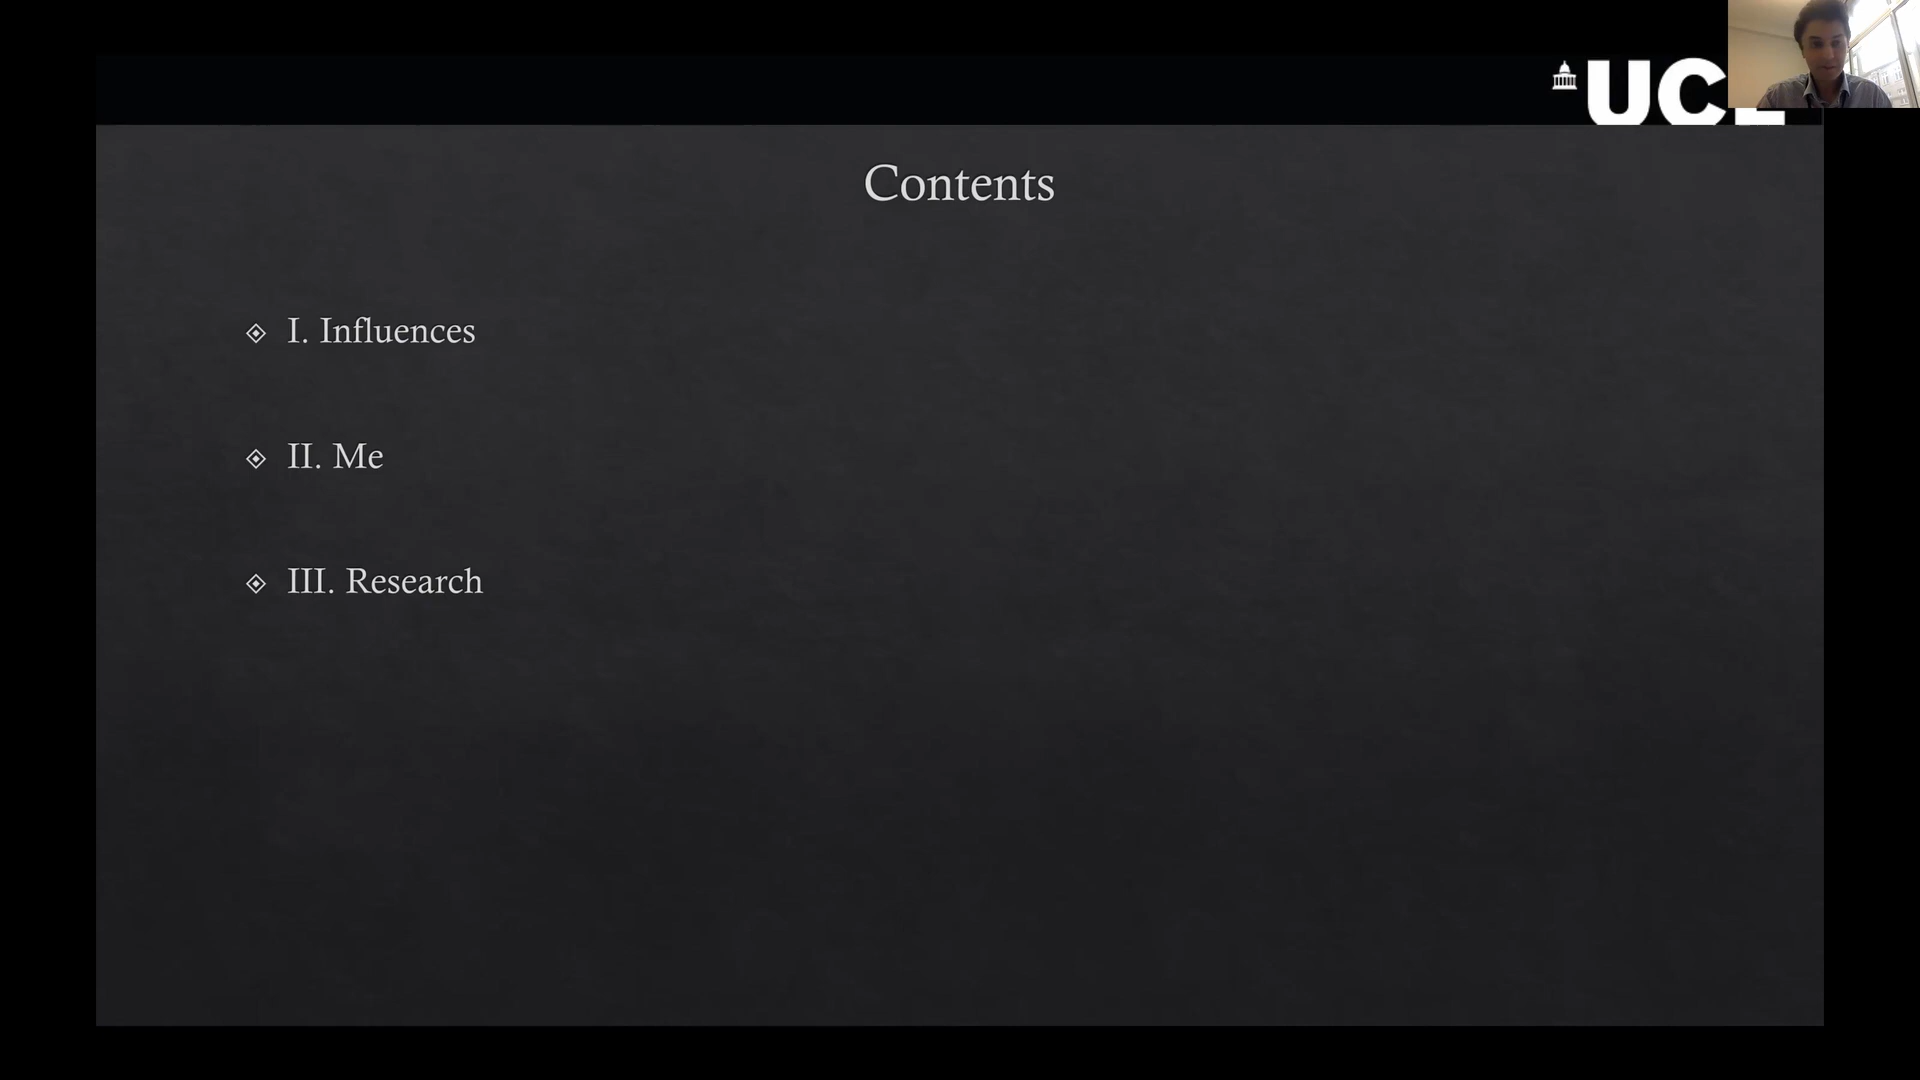 UCL
Contents
I. Influences
II. Me
III. Research